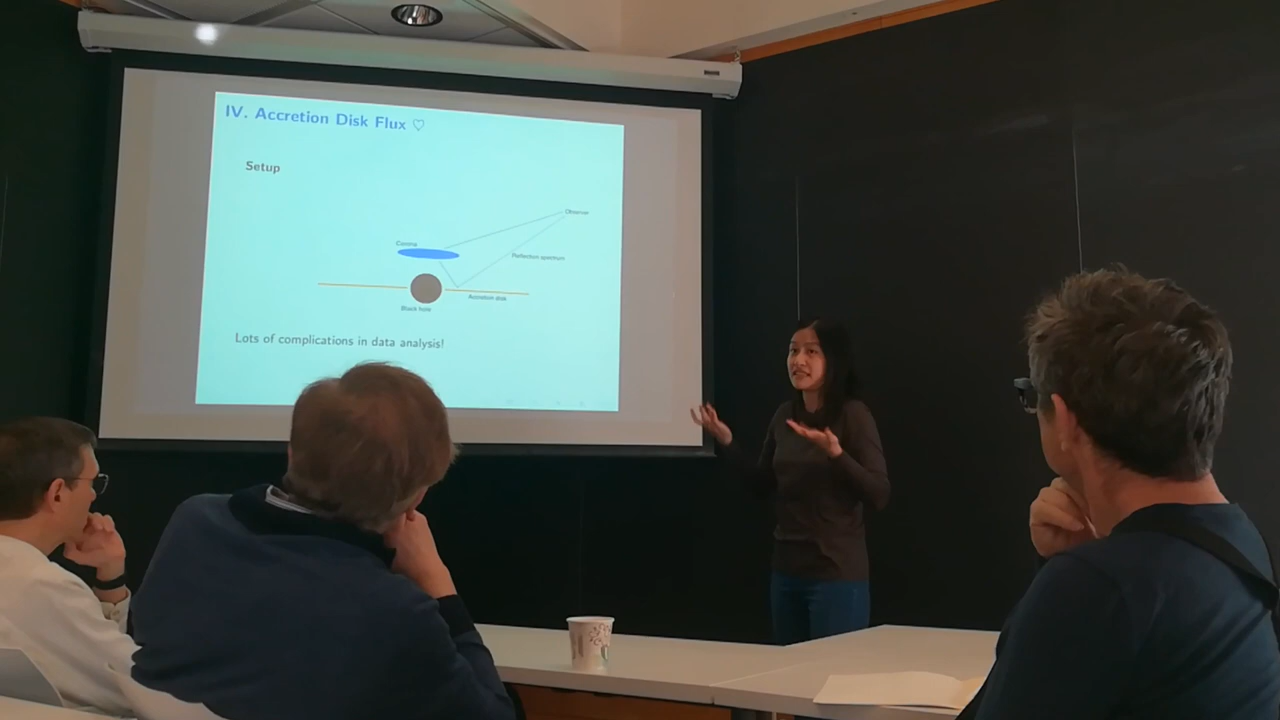 IV. Accretion Disk Flux ♡
Setup
Observer
Corona
Reflection spectrum
Accretion disk
Black hole
Lots of complications in data analysis!